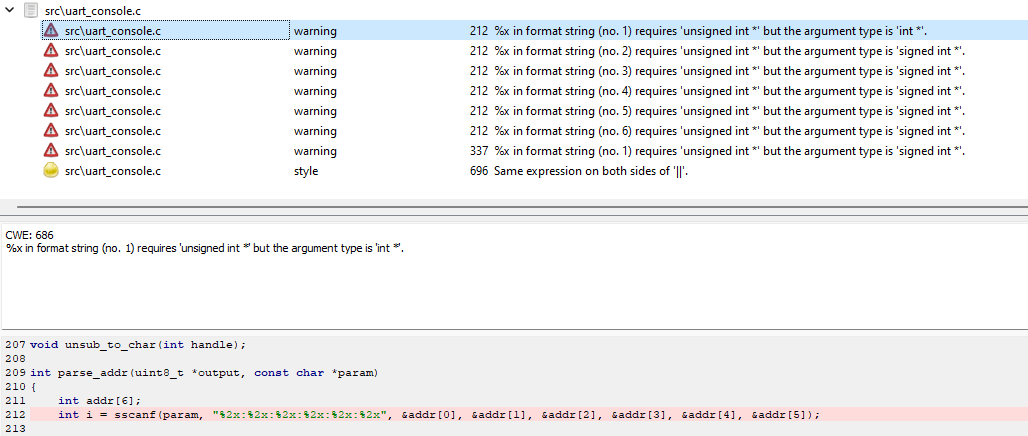 src\uart_console.c
src\uart_console.c warning 212 %x in format string (no. 1) requires 'unsigned int *' but the argument type is 'int *'.
src\uart_console.c warning 212 %x in format string (no. 2) requires 'unsigned int *' but the argument type is 'signed int *'.
src\uart_console.c warning 212 %x in format string (no. 3) requires 'unsigned int *' but the argument type is 'signed int *'.
src\uart_console.c warning 212 %x in format string (no. 4) requires 'unsigned int *' but the argument type is 'signed int *'.
src\uart_console.c warning 212 %x in format string (no. 5) requires 'unsigned int *' but the argument type is 'signed int *'.
src\uart_console.c warning 212 %x in format string (no. 6) requires 'unsigned int *' but the argument type is 'signed int *'.
src\uart_console.c warning 337 %x in format string (no. 1) requires 'unsigned int *' but the argument type is 'signed int *'.
src\uart_console.c style 696 Same expression on both sides of '||'.
CWE: 686
%x in format string (no. 1) requires 'unsigned int *' but the argument type is 'int *'.
207 void unsub_to_char(int handle);
208
209 int parse_addr(uint8_t *output, const char *param)
210 {
211     int addr[6];
212     int i = sscanf(param, "%2x:%2x:%2x:%2x:%2x:%2x", &addr[0], &addr[1], &addr[2], &addr[3], &addr[4], &addr[5]);
213